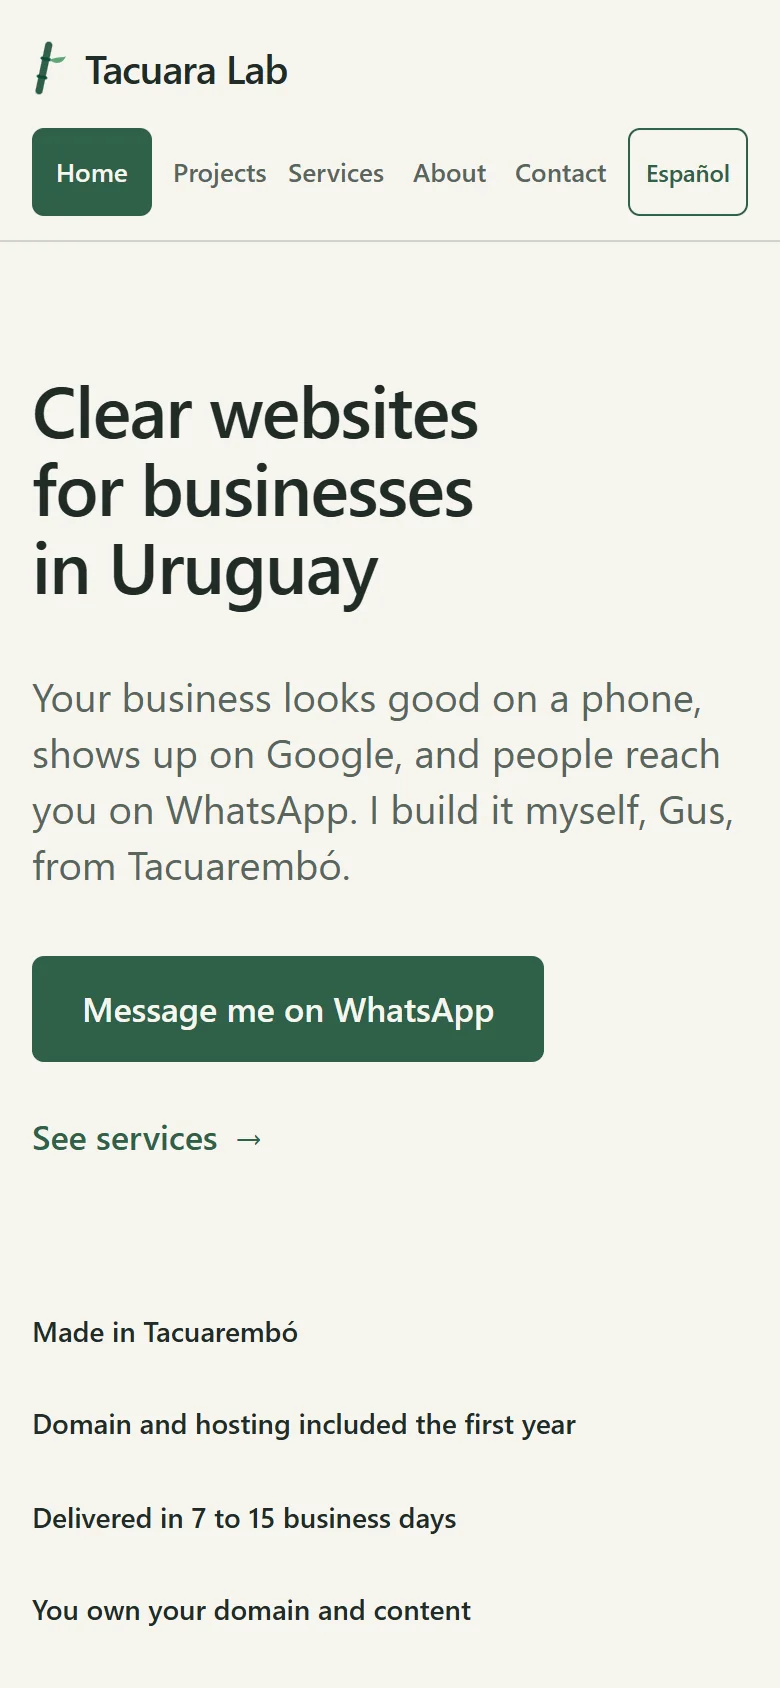 Tacuara Lab
Home Projects Services About Contact Español
Clear websites
for businesses
in Uruguay
Your business looks good on a phone,
shows up on Google, and people reach
you on WhatsApp. I build it myself, Gus,
from Tacuarembó.
Message me on WhatsApp
See services →
Made in Tacuarembó
Domain and hosting included the first year
Delivered in 7 to 15 business days
You own your domain and content